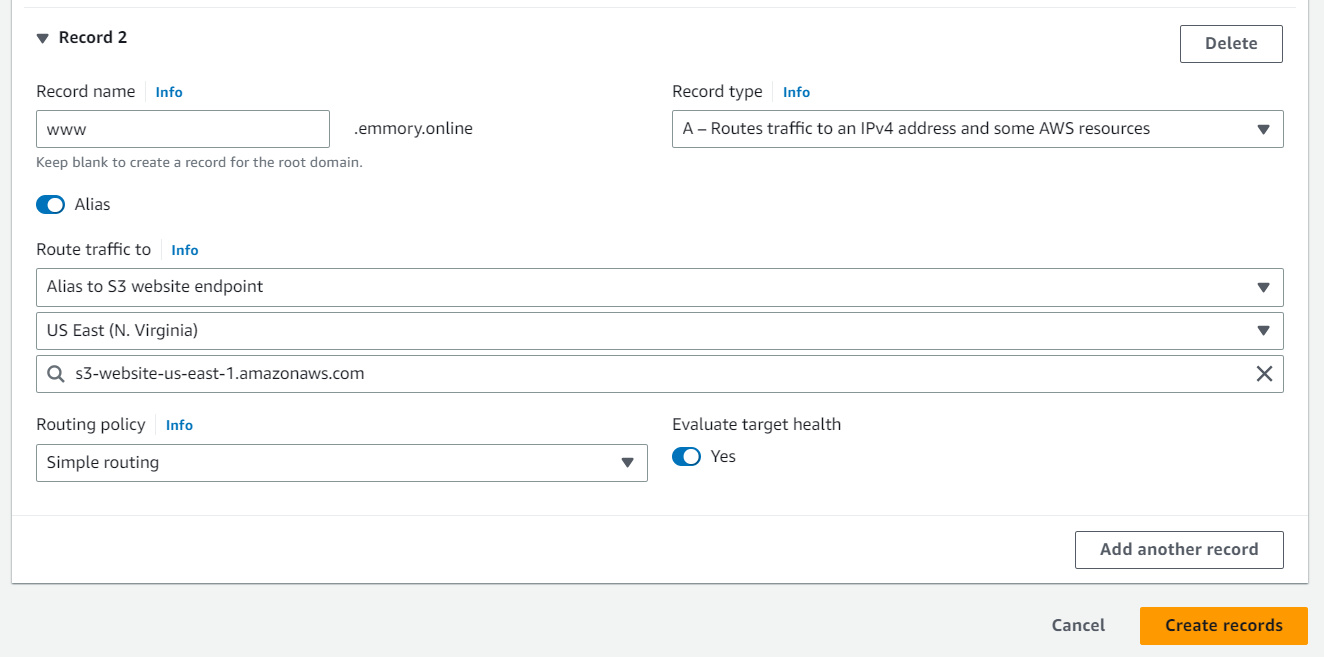 Record 2
Delete
Record name Info
Record type Info
www .emmory.online
A – Routes traffic to an IPv4 address and some AWS resources
Keep blank to create a record for the root domain.
Alias
Route traffic to Info
Alias to S3 website endpoint
US East (N. Virginia)
s3-website-us-east-1.amazonaws.com
Routing policy Info
Evaluate target health
Simple routing
Yes
Add another record
Cancel
Create records